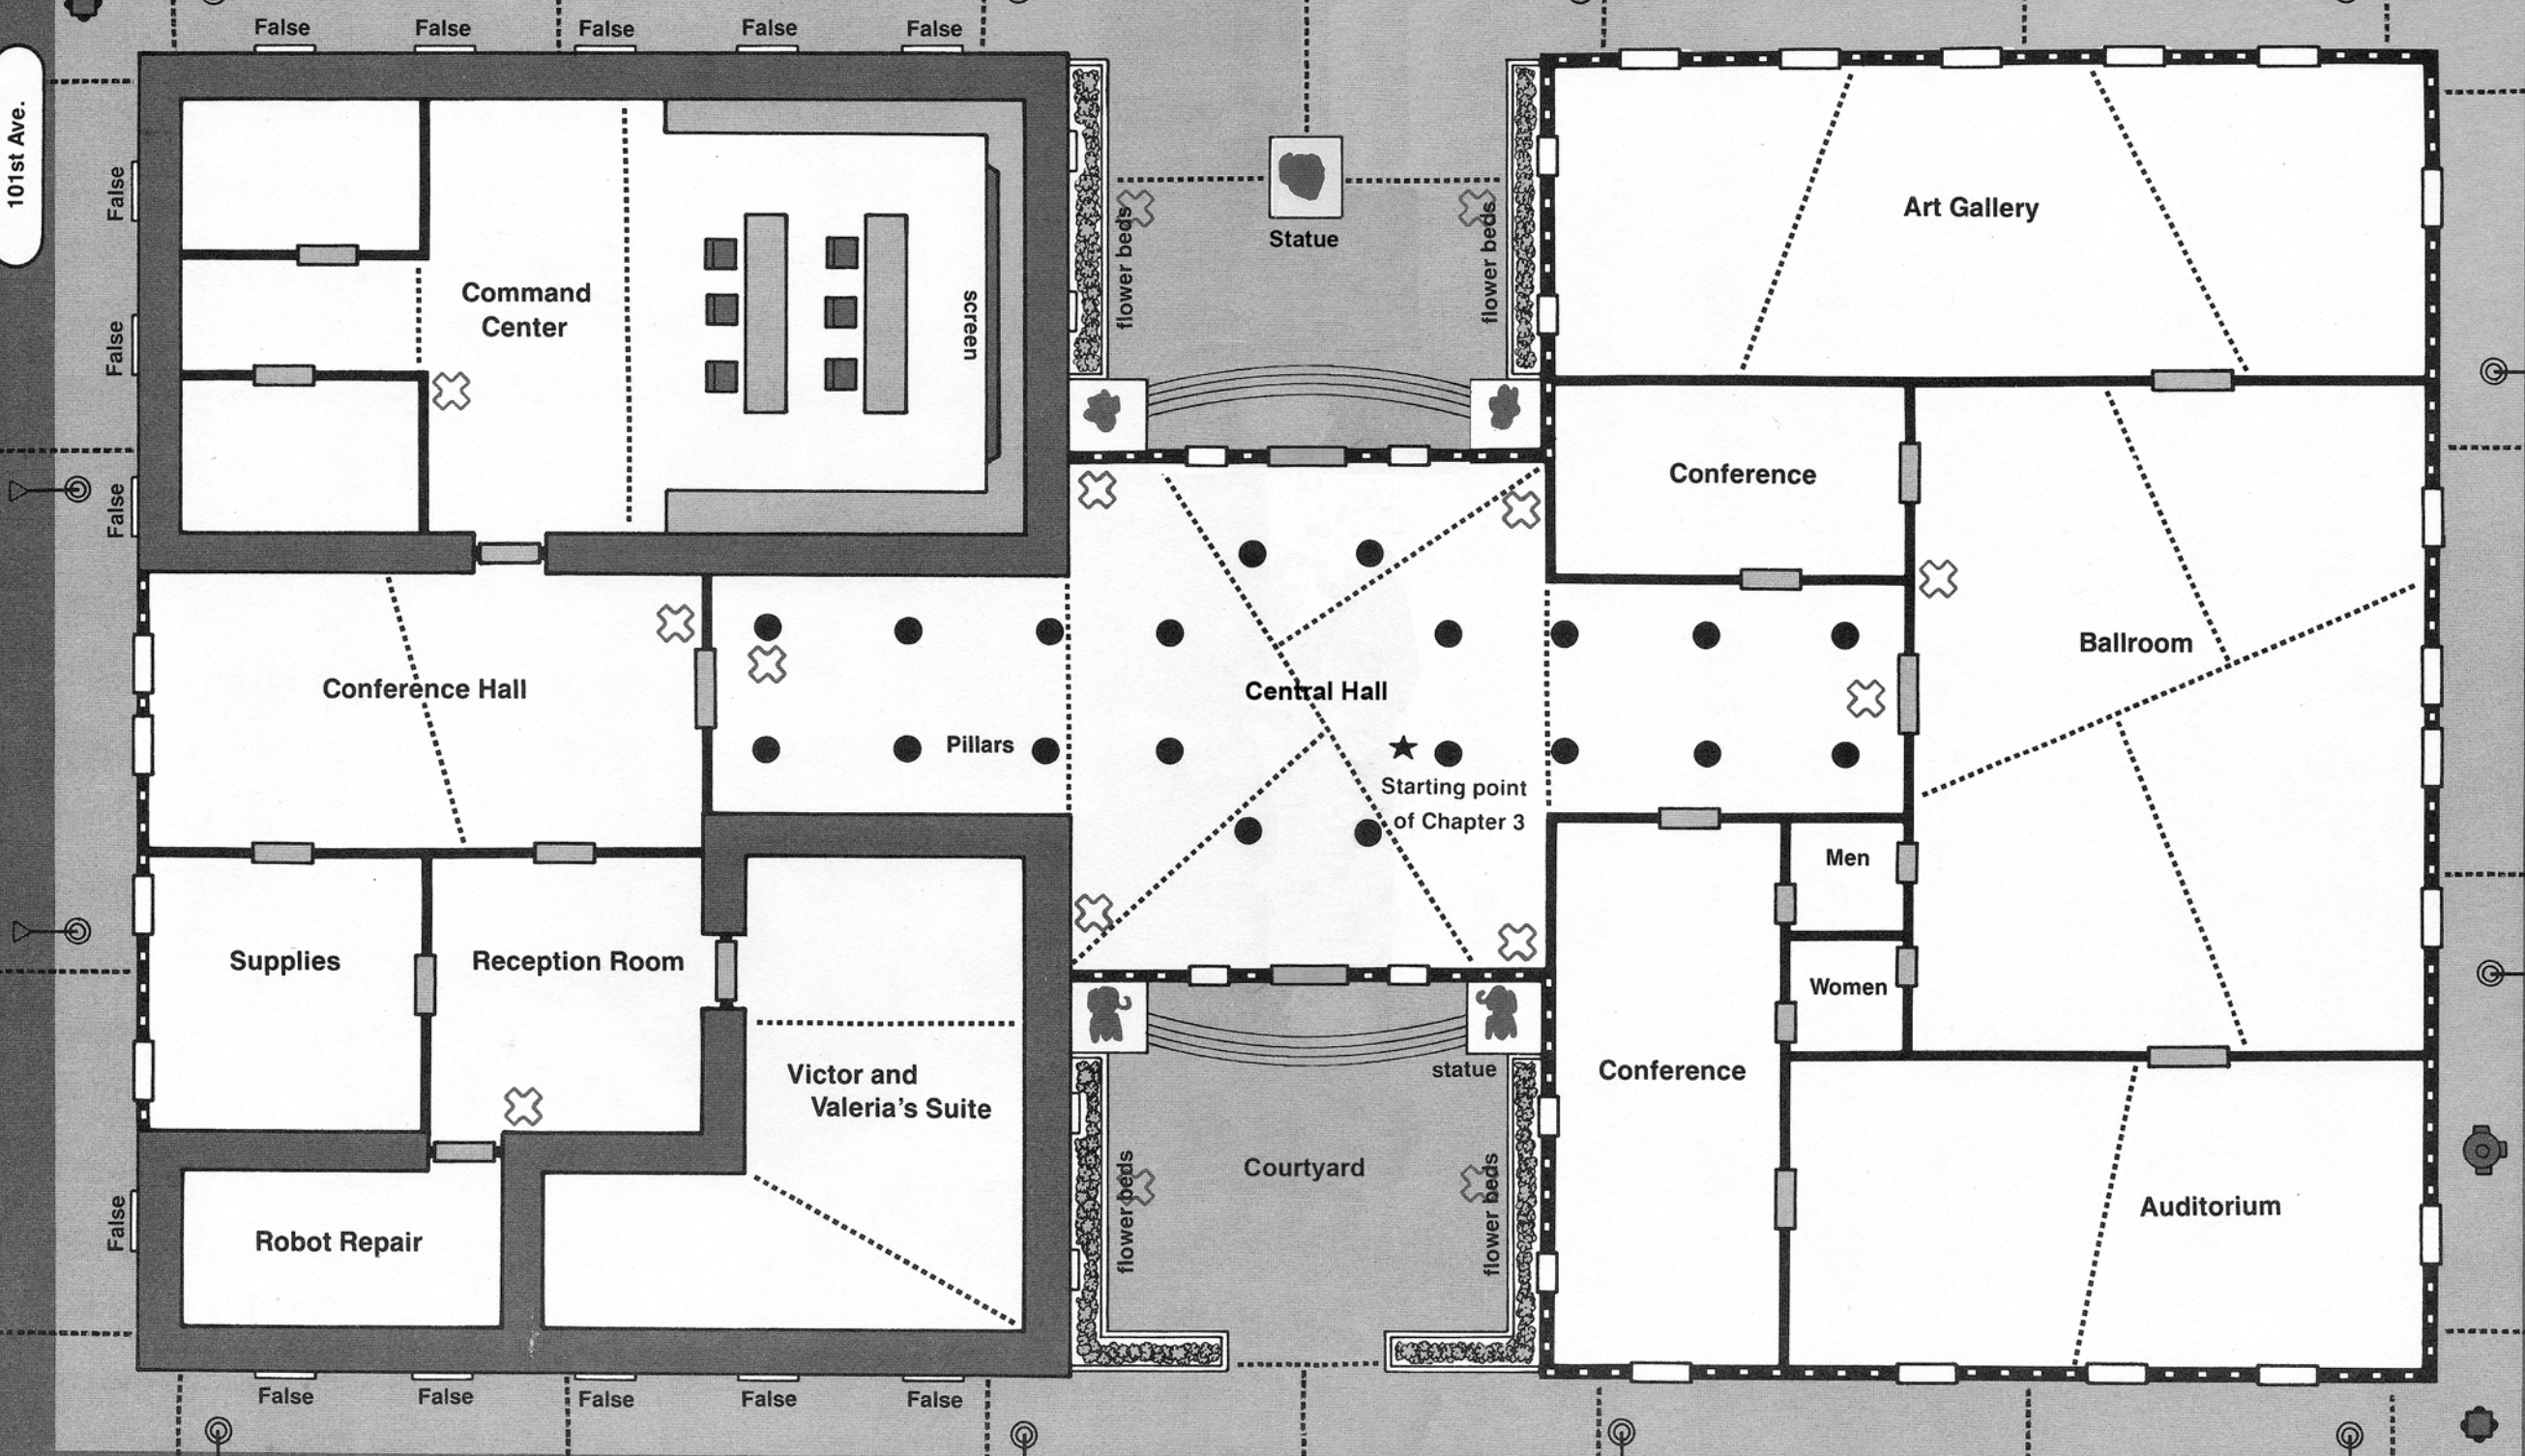 False
False
False
False
False
101st Ave.
False
False
False
Command
Center
screen
flower beds
Statue
flower beds
Art Gallery
Conference
Ballroom
Conference Hall
Pillars
Central Hall
Starting point
of Chapter 3
Men
Women
Supplies
Reception Room
Victor and
Valeria's Suite
statue
Conference
flower beds
Courtyard
flower beds
Auditorium
False
Robot Repair
False
False
False
False
False